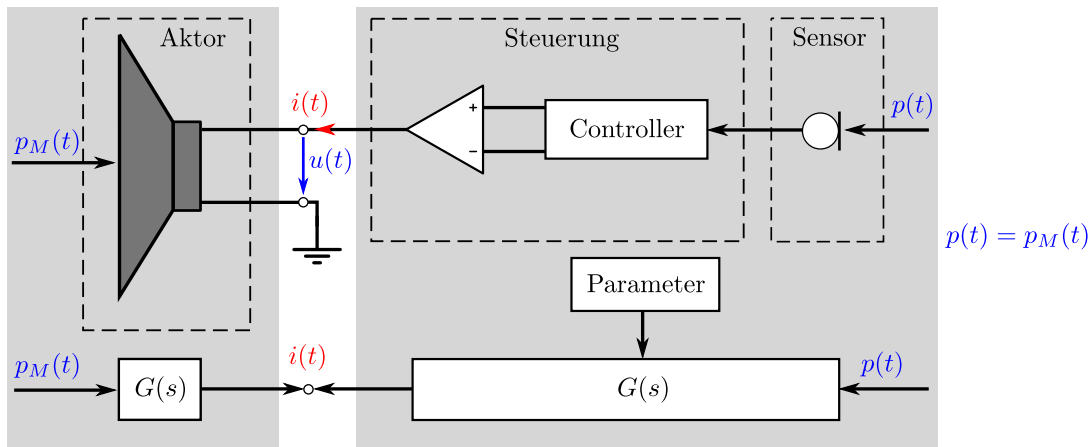 Aktor
Steuerung
Sensor
i(t)
p(t)
p_M(t)
+
Controller
−
u(t)
p(t) = p_M(t)
Parameter
p_M(t)
i(t)
p(t)
G(s)
G(s)